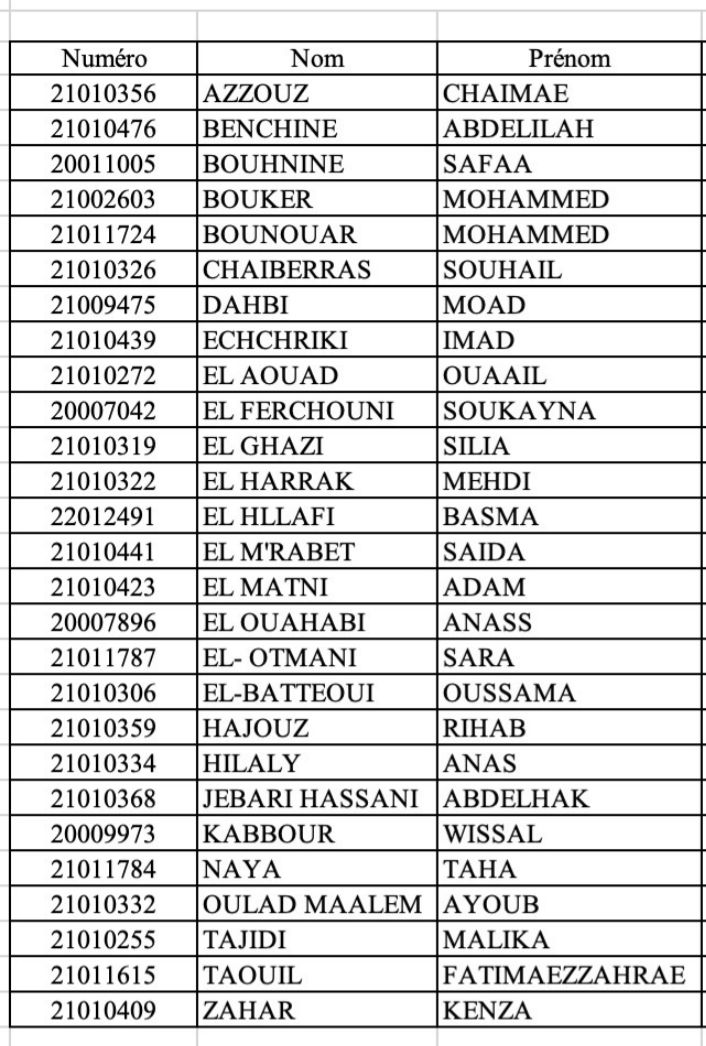 Numéro Nom Prénom
21010356 AZZOUZ CHAIMAE
21010476 BENCHINE ABDELILAH
20011005 BOUHNINE SAFAA
21002603 BOUKER MOHAMMED
21011724 BOUNOUAR MOHAMMED
21010326 CHAIBERRAS SOUHAIL
21009475 DAHBI MOAD
21010439 ECHCHRIKI IMAD
21010272 EL AOUAD OUAAIL
20007042 EL FERCHOUNI SOUKAYNA
21010319 EL GHAZI SILIA
21010322 EL HARRAK MEHDI
22012491 EL HLLAFI BASMA
21010441 EL M'RABET SAIDA
21010423 EL MATNI ADAM
20007896 EL OUAHABI ANASS
21011787 EL- OTMANI SARA
21010306 EL-BATTEOUI OUSSAMA
21010359 HAJOUZ RIHAB
21010334 HILALY ANAS
21010368 JEBARI HASSANI ABDELHAK
20009973 KABBOUR WISSAL
21011784 NAYA TAHA
21010332 OULAD MAALEM AYOUB
21010255 TAJIDI MALIKA
21011615 TAOUIL FATIMAEZZAHRAE
21010409 ZAHAR KENZA